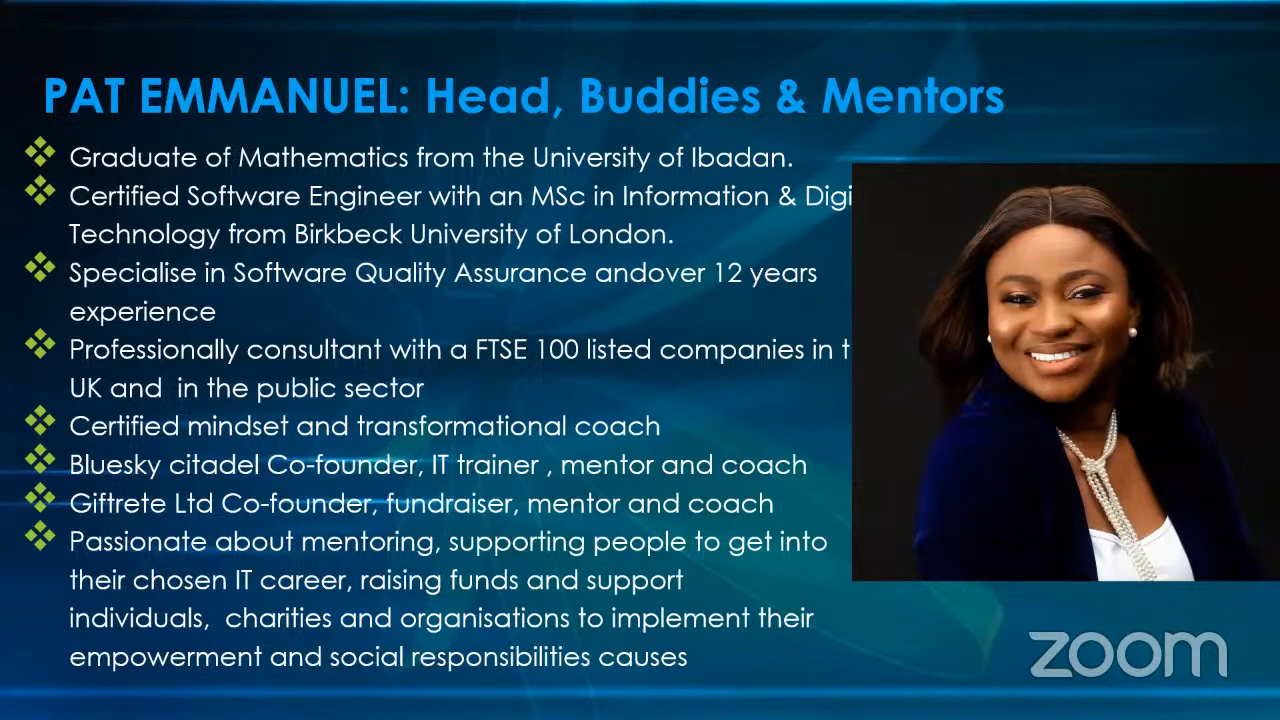 PAT EMMANUEL: Head, Buddies & Mentors
Graduate of Mathematics from the University of Ibadan.
Certified Software Engineer with an MSc in Information & Digi
Technology from Birkbeck University of London.
Specialise in Software Quality Assurance andover 12 years
experience
Professionally consultant with a FTSE 100 listed companies in t
UK and  in the public sector
Certified mindset and transformational coach
Bluesky citadel Co-founder, IT trainer , mentor and coach
Giftrete Ltd Co-founder, fundraiser, mentor and coach
Passionate about mentoring, supporting people to get into
their chosen IT career, raising funds and support
individuals,  charities and organisations to implement their
empowerment and social responsibilities causes
zoom